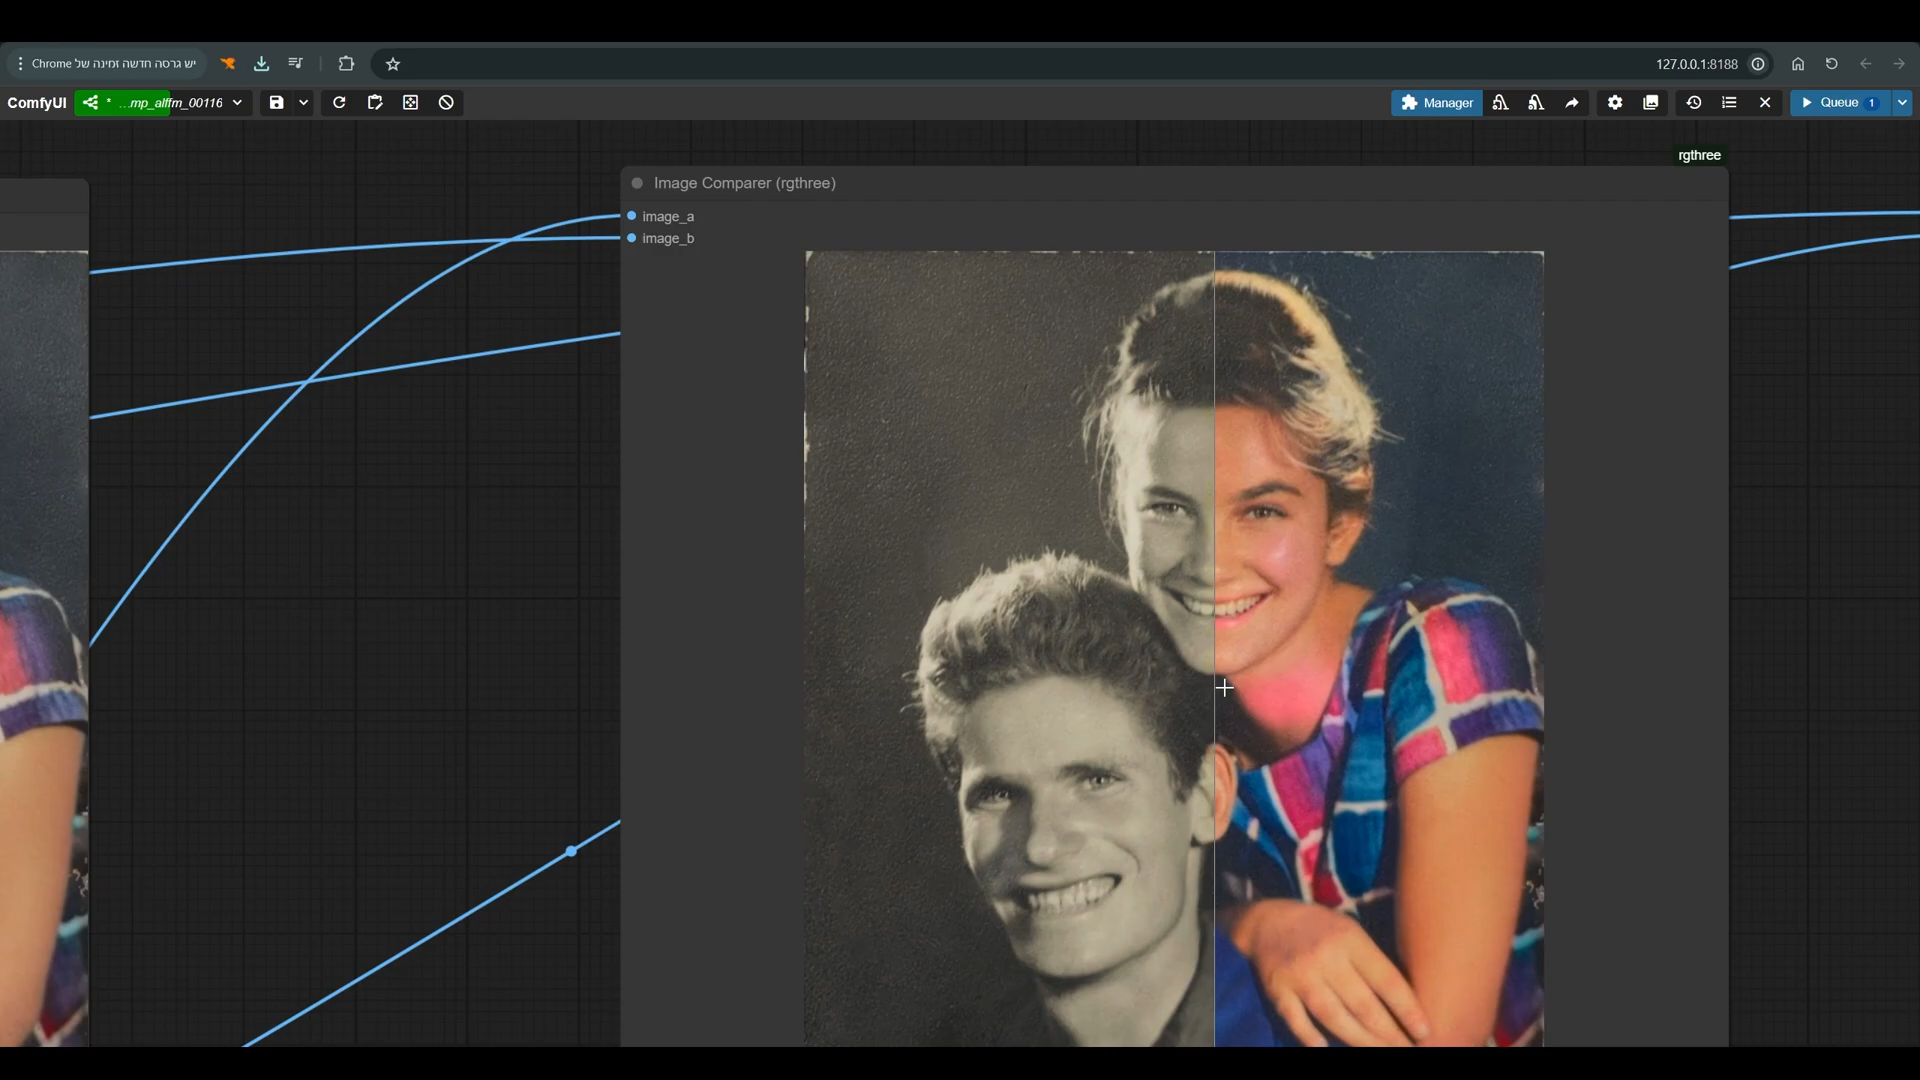 יש גרסה חדשה זמינה של Chrome
127.0.0.1:8188
ComfyUI
* ...mp_alffm_00116
Manager
Queue 1
rgthree
Image Comparer (rgthree)
image_a
image_b